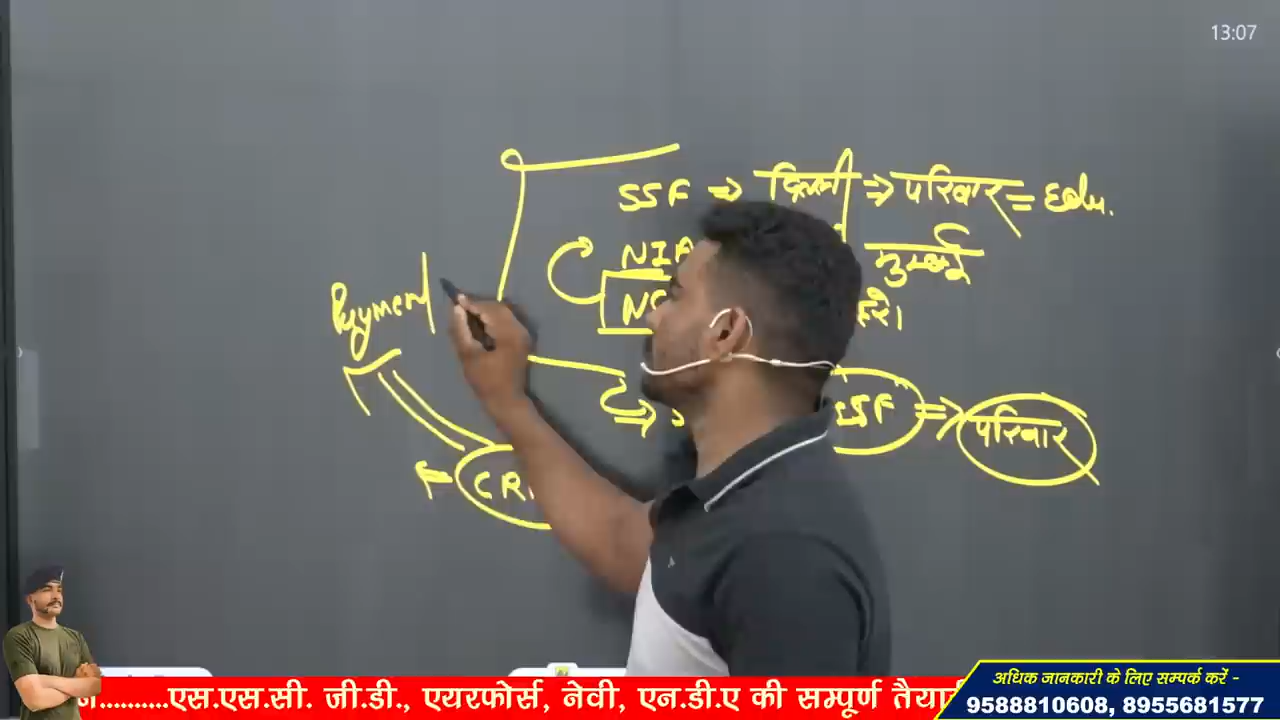 13:07
SSF ⇒ दिल्ली ⇒ परिवार = Edu.
NIA मुम्बई
Payment
SSF ⇒ परिवार
एस.एस.सी. जी.डी., एयरफोर्स, नेवी, एन.डी.ए की सम्पूर्ण
अधिक जानकारी के लिए सम्पर्क करें -
9588810608, 8955681577